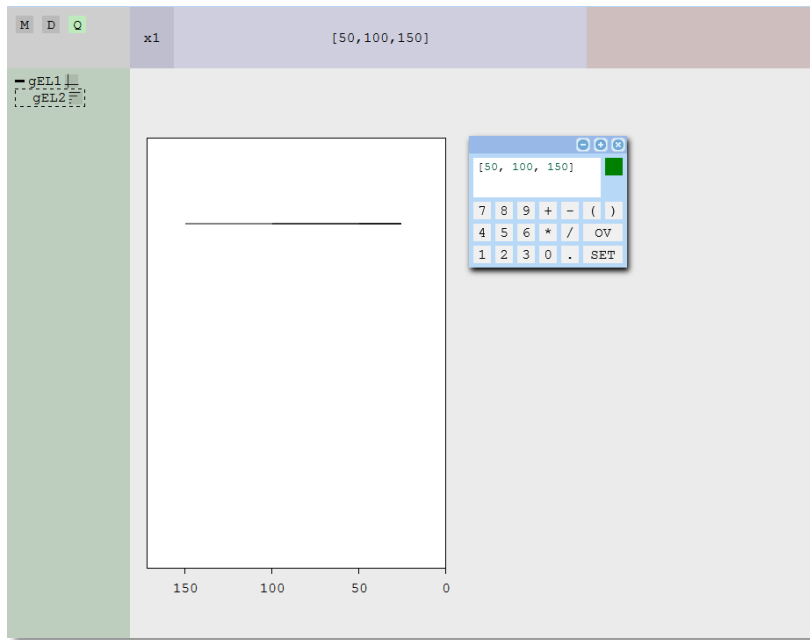 M D Q
x1 [50,100,150]
gEL1
gEL2
[50, 100, 150]
7 8 9 + - ( )
4 5 6 * / OV
1 2 3 0 . SET
150 100 50 0